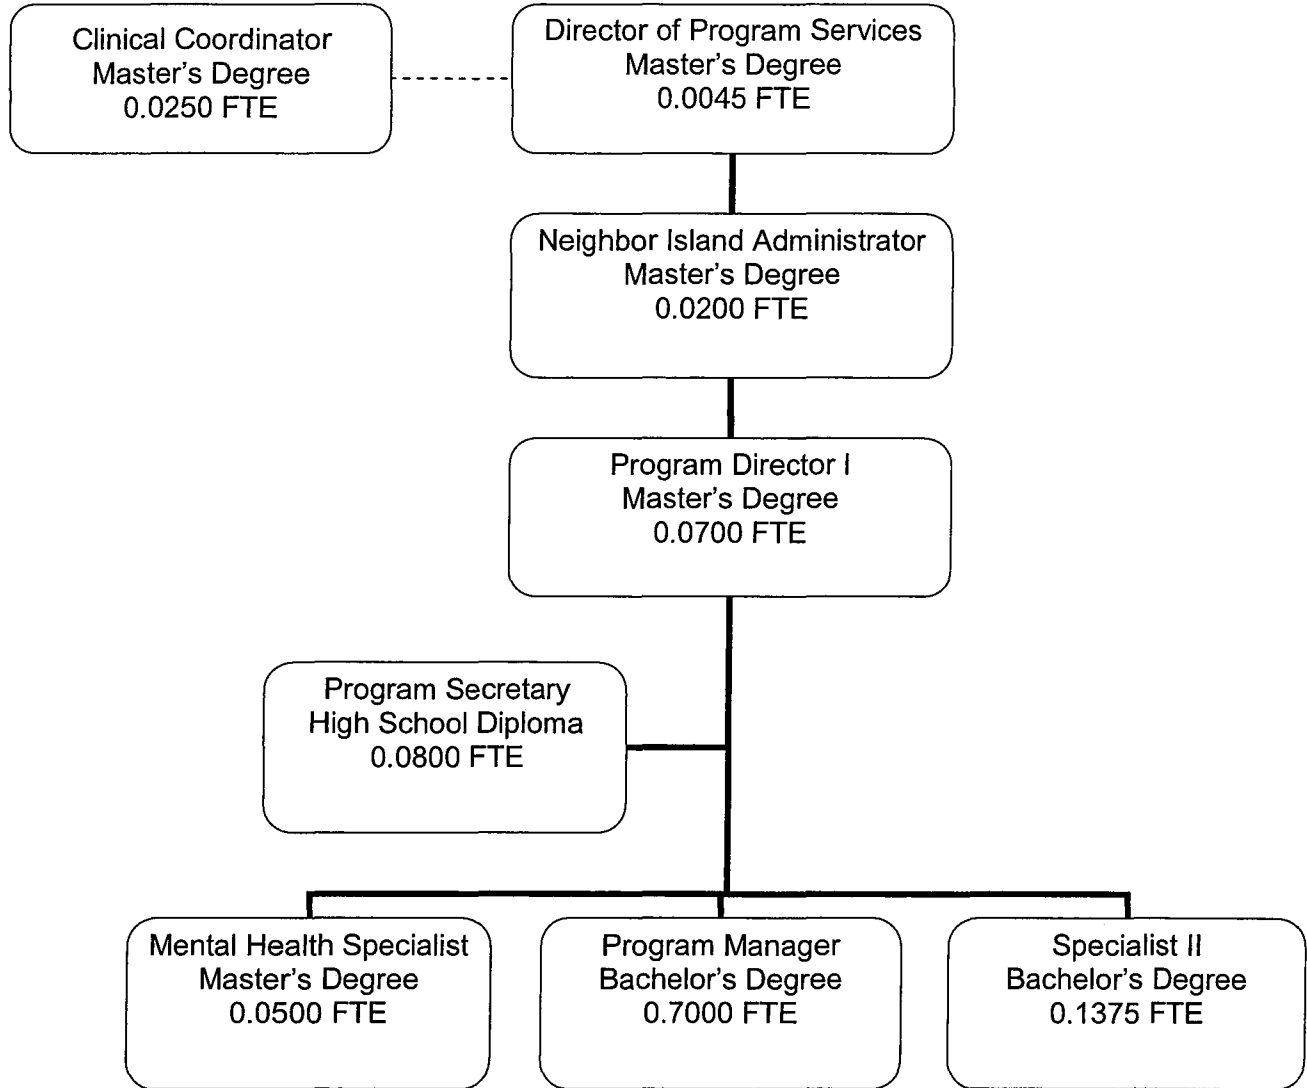 Clinical Coordinator
Master's Degree
0.0250 FTE
Director of Program Services
Master's Degree
0.0045 FTE
Neighbor Island Administrator
Master's Degree
0.0200 FTE
Program Director I
Master's Degree
0.0700 FTE
Program Secretary
High School Diploma
0.0800 FTE
Mental Health Specialist
Master's Degree
0.0500 FTE
Program Manager
Bachelor's Degree
0.7000 FTE
Specialist II
Bachelor's Degree
0.1375 FTE